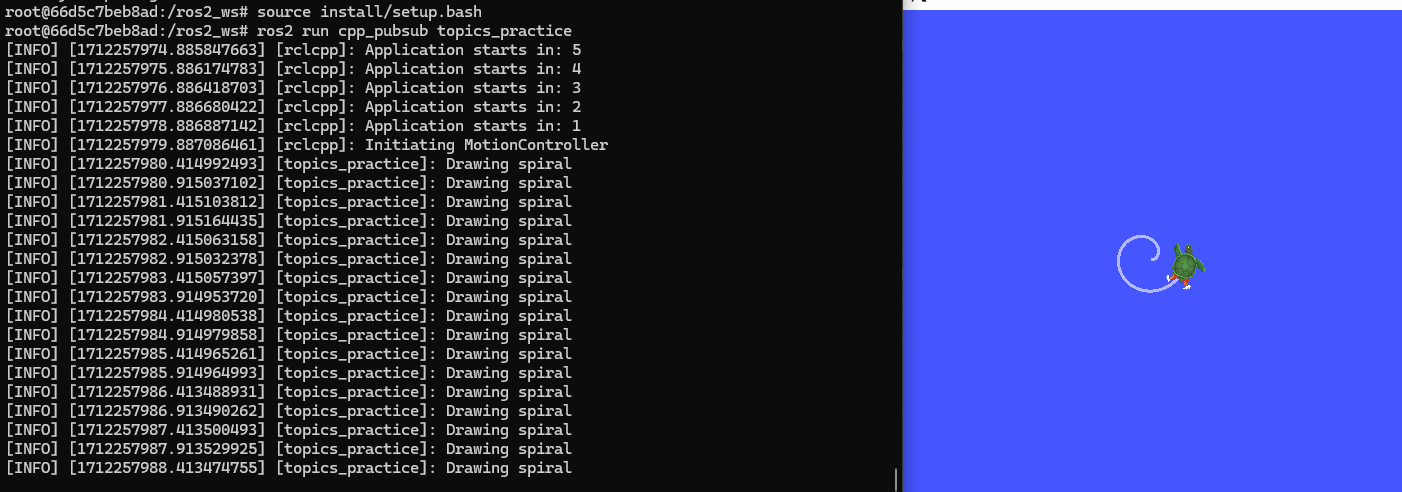 root@66d5c7beb8ad:/ros2_ws# source install/setup.bash
root@66d5c7beb8ad:/ros2_ws# ros2 run cpp_pubsub topics_practice
[INFO] [1712257974.885847663] [rclcpp]: Application starts in: 5
[INFO] [1712257975.886174783] [rclcpp]: Application starts in: 4
[INFO] [1712257976.886418703] [rclcpp]: Application starts in: 3
[INFO] [1712257977.886680422] [rclcpp]: Application starts in: 2
[INFO] [1712257978.886887142] [rclcpp]: Application starts in: 1
[INFO] [1712257979.887086461] [rclcpp]: Initiating MotionController
[INFO] [1712257980.414992493] [topics_practice]: Drawing spiral
[INFO] [1712257980.915037102] [topics_practice]: Drawing spiral
[INFO] [1712257981.415103812] [topics_practice]: Drawing spiral
[INFO] [1712257981.915164435] [topics_practice]: Drawing spiral
[INFO] [1712257982.415063158] [topics_practice]: Drawing spiral
[INFO] [1712257982.915032378] [topics_practice]: Drawing spiral
[INFO] [1712257983.415057397] [topics_practice]: Drawing spiral
[INFO] [1712257983.914953720] [topics_practice]: Drawing spiral
[INFO] [1712257984.414980538] [topics_practice]: Drawing spiral
[INFO] [1712257984.914979858] [topics_practice]: Drawing spiral
[INFO] [1712257985.414965261] [topics_practice]: Drawing spiral
[INFO] [1712257985.914964993] [topics_practice]: Drawing spiral
[INFO] [1712257986.413488931] [topics_practice]: Drawing spiral
[INFO] [1712257986.913490262] [topics_practice]: Drawing spiral
[INFO] [1712257987.413500493] [topics_practice]: Drawing spiral
[INFO] [1712257987.913529925] [topics_practice]: Drawing spiral
[INFO] [1712257988.413474755] [topics_practice]: Drawing spiral